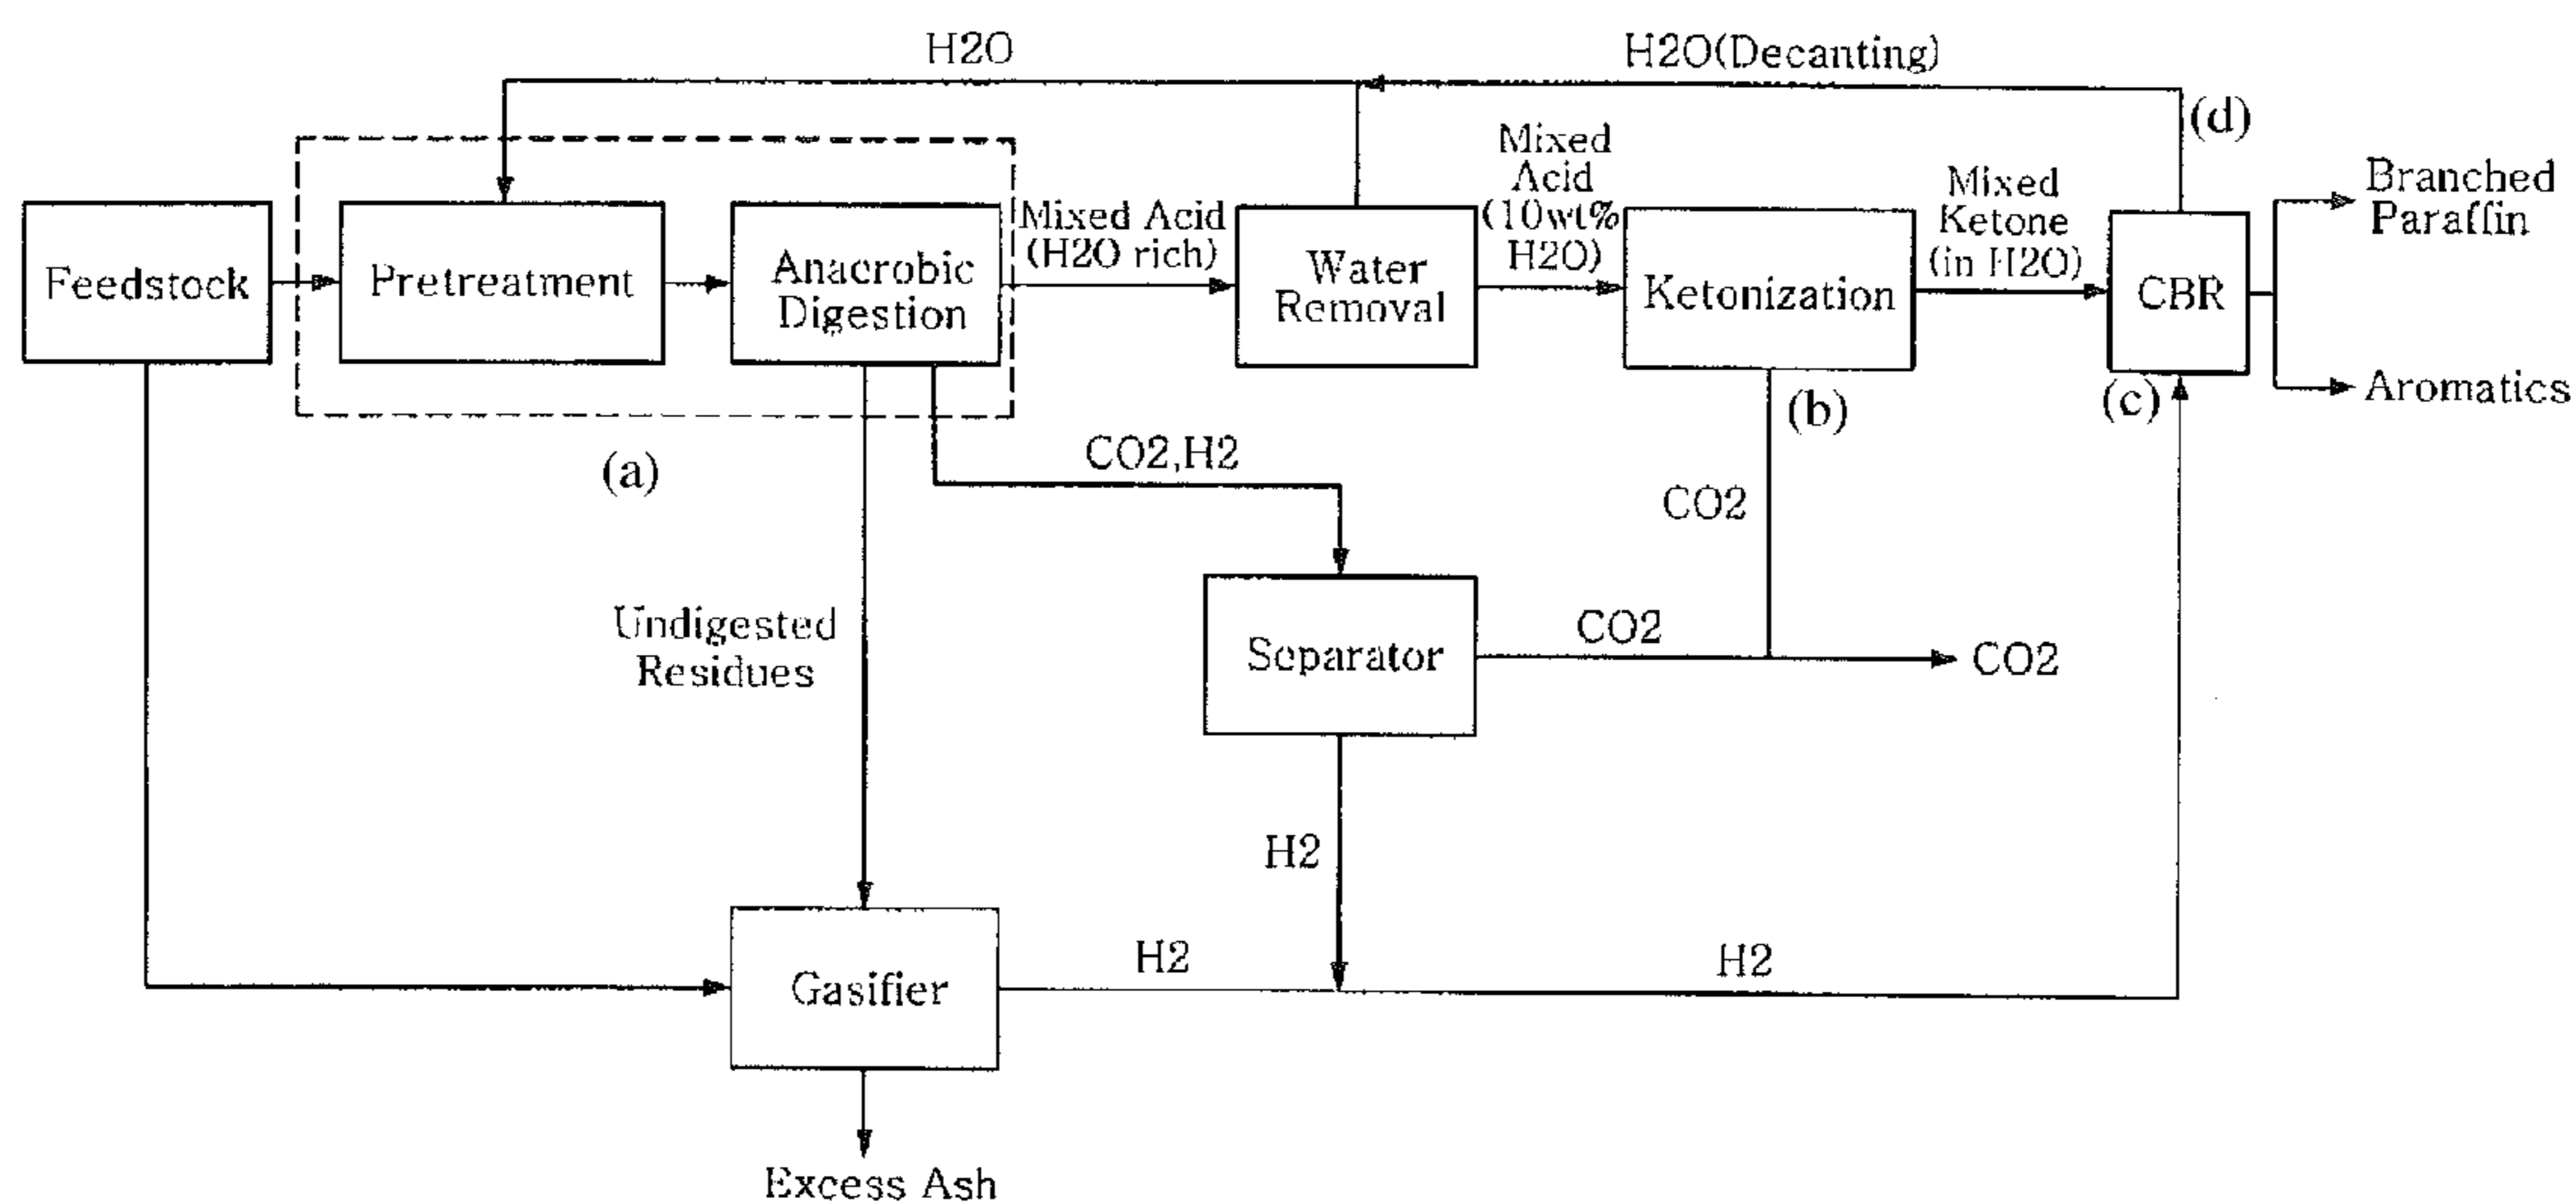 H2O
H2O(Decanting)
(d)
Mixed
Acid
(10wt%
H2O)
Mixed
Ketone
(in H2O)
Branched
Paraffin
Feedstock
Pretreatment
Anaerobic
Digestion
Mixed Acid
(H2O rich)
Water
Removal
Ketonization
CBR
(c)
Aromatics
(a)
(b)
CO2,H2
CO2
Undigested
Residues
Separator
CO2
CO2
H2
Gasifier
H2
H2
Excess Ash